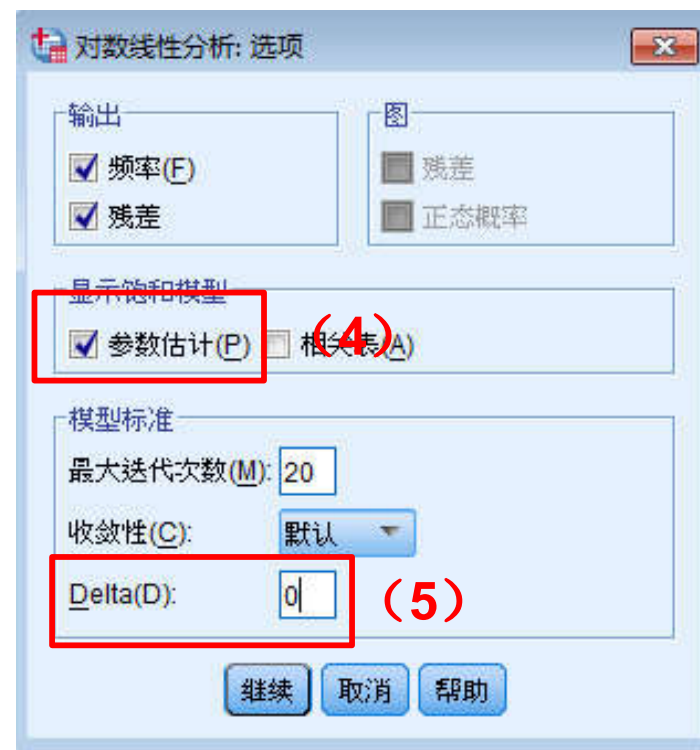 对数线性分析: 选项
输出
频率(F)
残差
图
残差
正态概率
显示饱和模型
参数估计(P)
相关表(A)
（4）
模型标准
最大迭代次数(M): 20
收敛性(C): 默认
Delta(D): 0
（5）
继续 取消 帮助